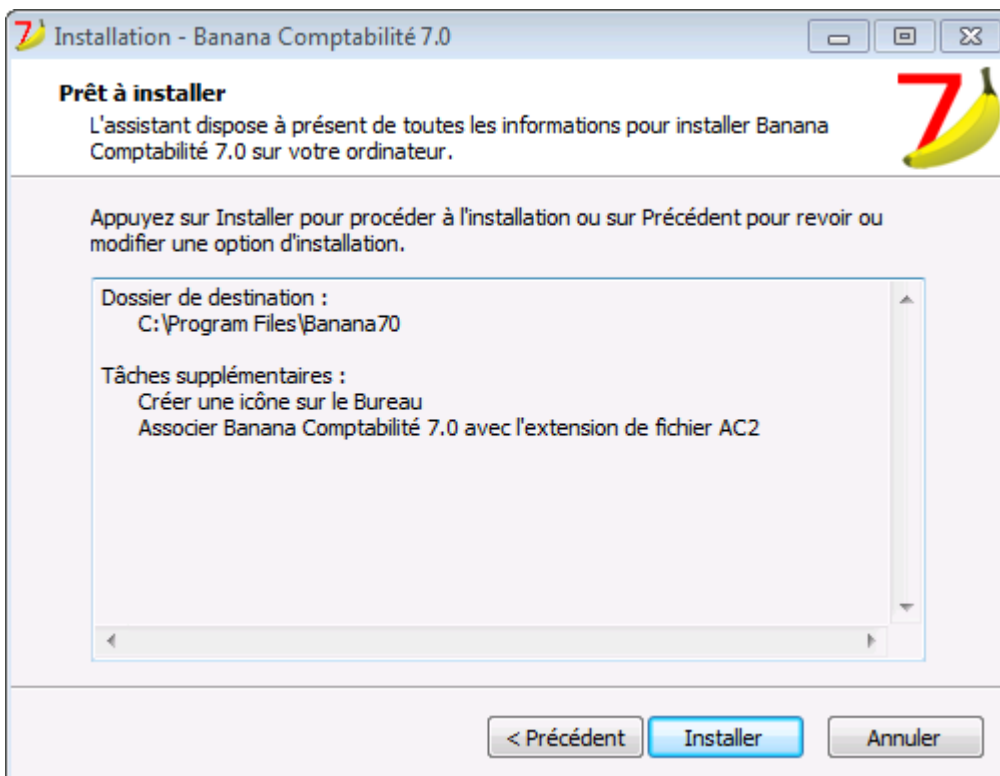 7 Installation - Banana Comptabilité 7.0
Prêt à installer
L'assistant dispose à présent de toutes les informations pour installer Banana
Comptabilité 7.0 sur votre ordinateur.
7
Appuyez sur Installer pour procéder à l'installation ou sur Précédent pour revoir ou
modifier une option d'installation.
Dossier de destination :
C:\Program Files\Banana70
Tâches supplémentaires :
Créer une icône sur le Bureau
Associer Banana Comptabilité 7.0 avec l'extension de fichier AC2
< Précédent
Installer
Annuler